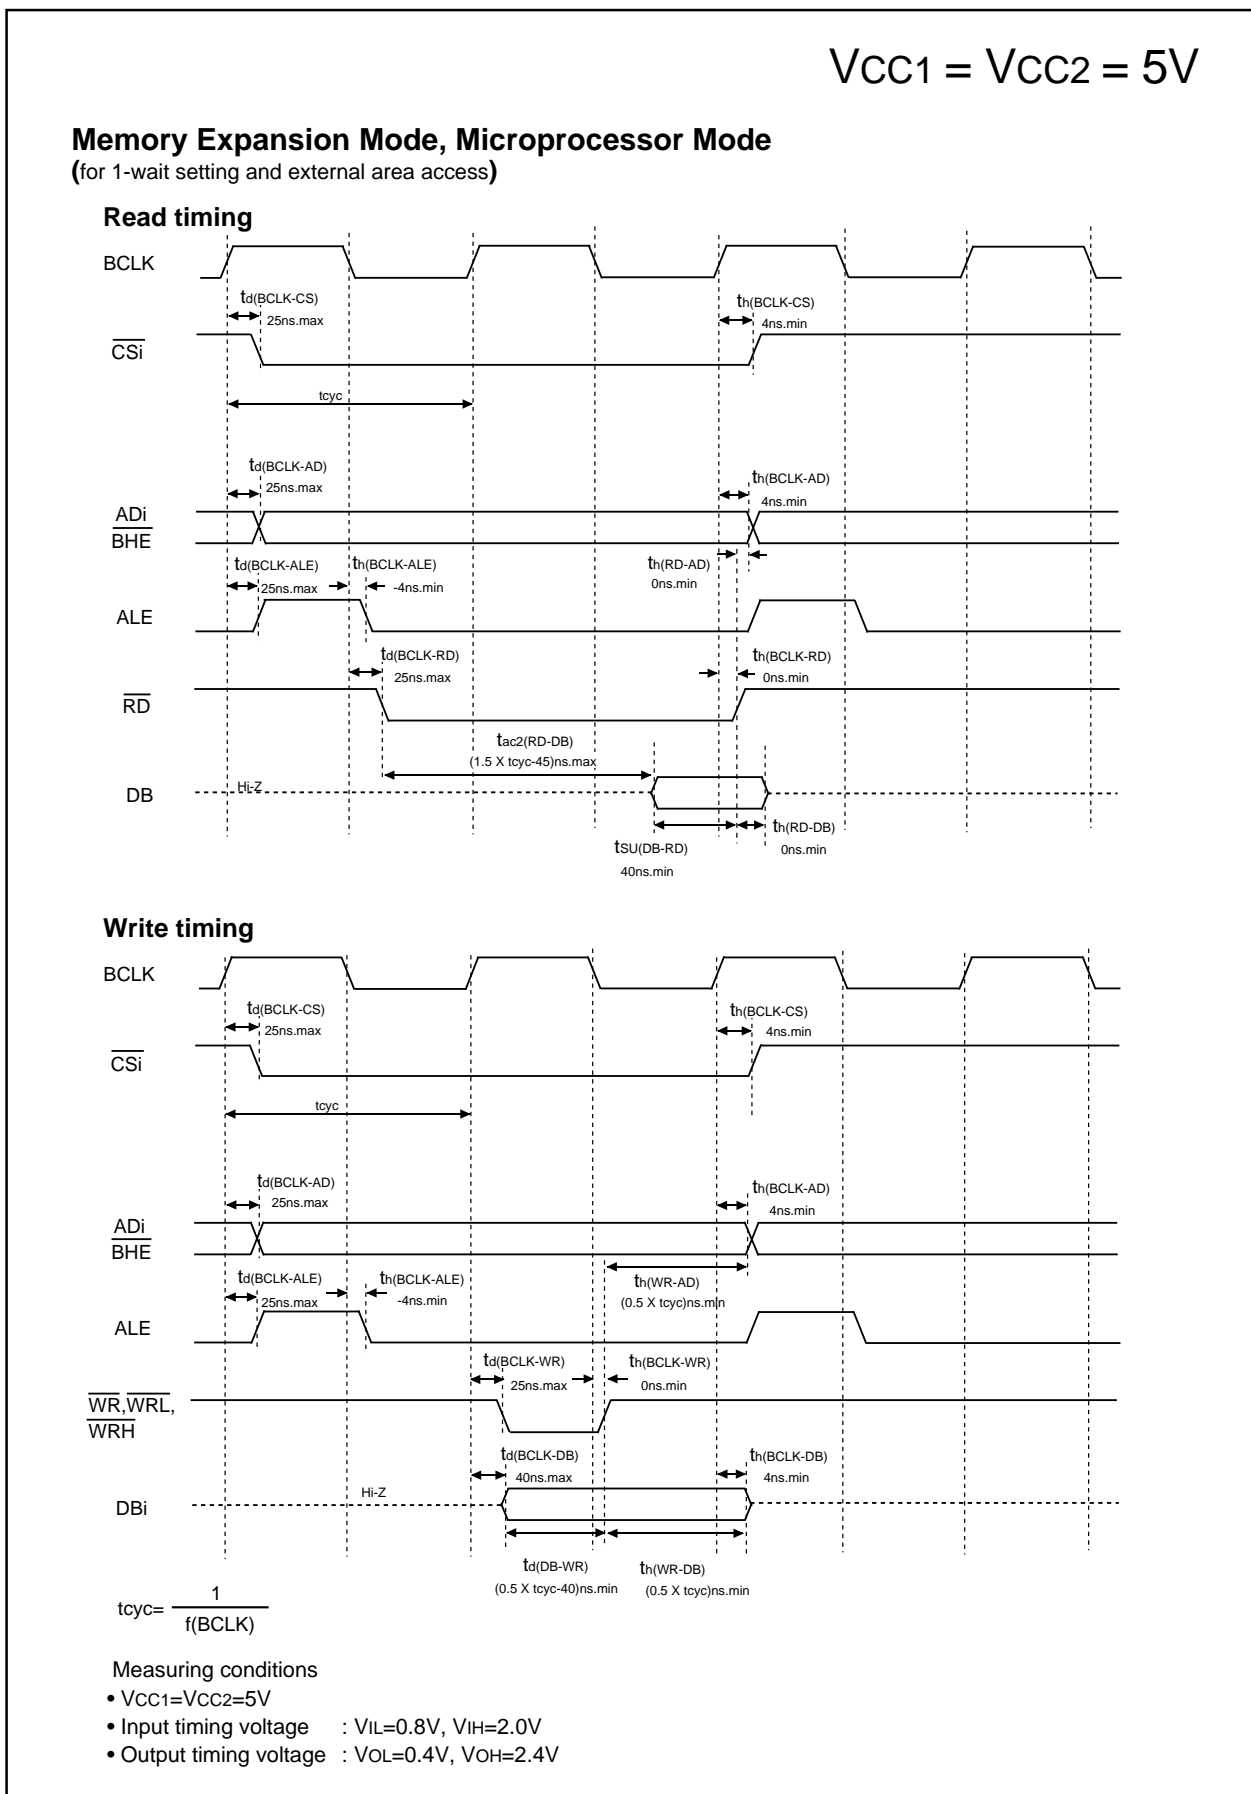 VCC1 = VCC2 = 5V
Memory Expansion Mode, Microprocessor Mode
(for 1-wait setting and external area access)
Read timing
BCLK
td(BCLK-CS)
25ns.max
th(BCLK-CS)
4ns.min
CSi
tcyc
td(BCLK-AD)
25ns.max
th(BCLK-AD)
4ns.min
ADi
BHE
td(BCLK-ALE)
25ns.max
th(BCLK-ALE)
-4ns.min
th(RD-AD)
0ns.min
ALE
td(BCLK-RD)
25ns.max
th(BCLK-RD)
0ns.min
RD
tac2(RD-DB)
(1.5 X tcyc-45)ns.max
Hi-Z
DB
tSU(DB-RD)
40ns.min
th(RD-DB)
0ns.min
Write timing
BCLK
td(BCLK-CS)
25ns.max
th(BCLK-CS)
4ns.min
CSi
tcyc
td(BCLK-AD)
25ns.max
th(BCLK-AD)
4ns.min
ADi
BHE
td(BCLK-ALE)
25ns.max
th(BCLK-ALE)
-4ns.min
th(WR-AD)
(0.5 X tcyc)ns.min
ALE
td(BCLK-WR)
25ns.max
th(BCLK-WR)
0ns.min
WR,WRL,
WRH
td(BCLK-DB)
40ns.max
th(BCLK-DB)
4ns.min
Hi-Z
DBi
td(DB-WR)
(0.5 X tcyc-40)ns.min
th(WR-DB)
(0.5 X tcyc)ns.min
tcyc= 1
f(BCLK)
Measuring conditions
• VCC1=VCC2=5V
• Input timing voltage : VIL=0.8V, VIH=2.0V
• Output timing voltage : VOL=0.4V, VOH=2.4V